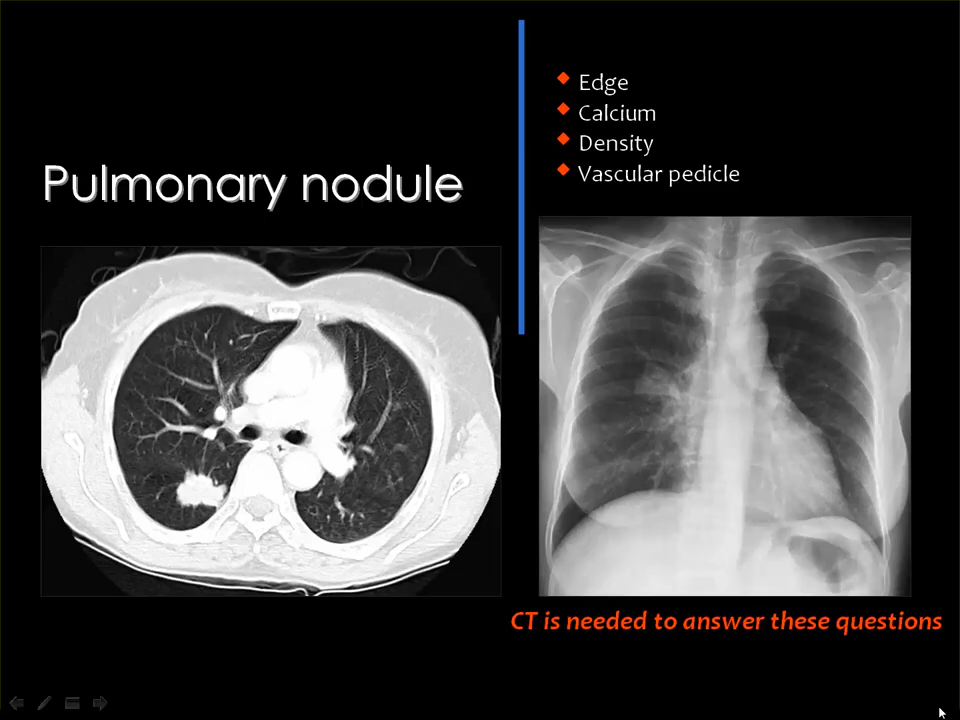 Pulmonary nodule
Edge
Calcium
Density
Vascular pedicle
CT is needed to answer these questions